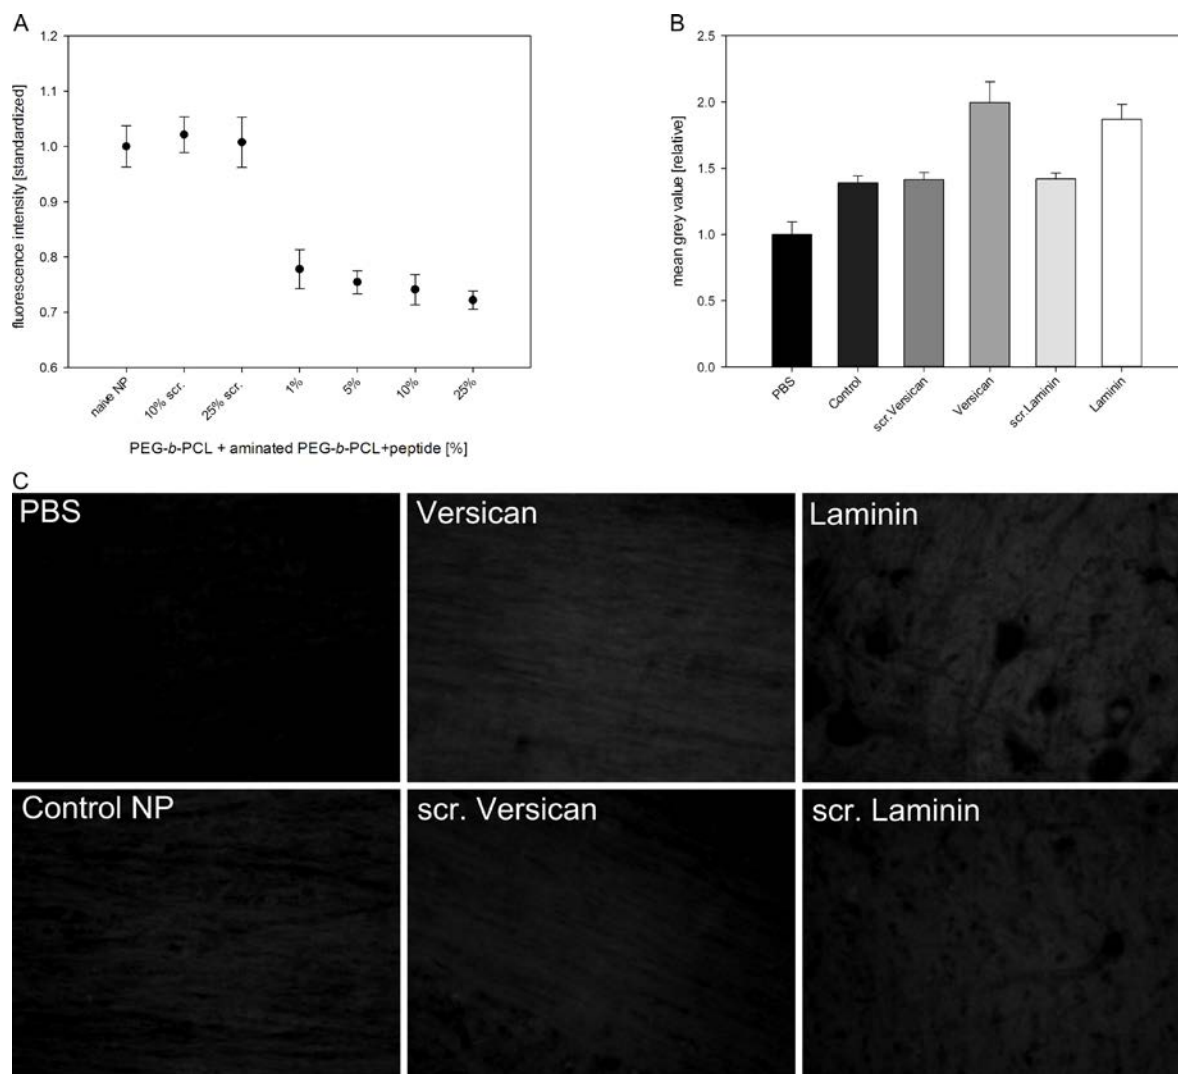 A
1.2
1.1
1.0
0.9
0.8
0.7
0.6
fluorescence intensity [standardized]
naive NP
10% scr.
25% scr.
1%
5%
10%
25%
PEG-b-PCL + aminated PEG-b-PCL+peptide [%]
B
2.5
2.0
1.5
1.0
0.5
0.0
mean grey value [relative]
PBS
Control
scr.Versican
Versican
scr.Laminin
Laminin
C
PBS
Versican
Laminin
Control NP
scr. Versican
scr. Laminin